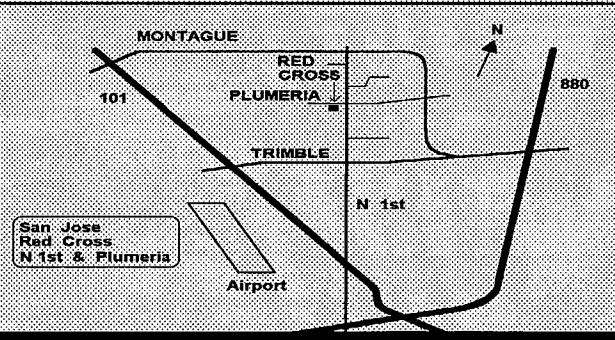 MONTAGUE
N
RED
CROSS
880
101
PLUMERIA
TRIMBLE
N 1st
San Jose
Red Cross
N 1st & Plumeria
Airport